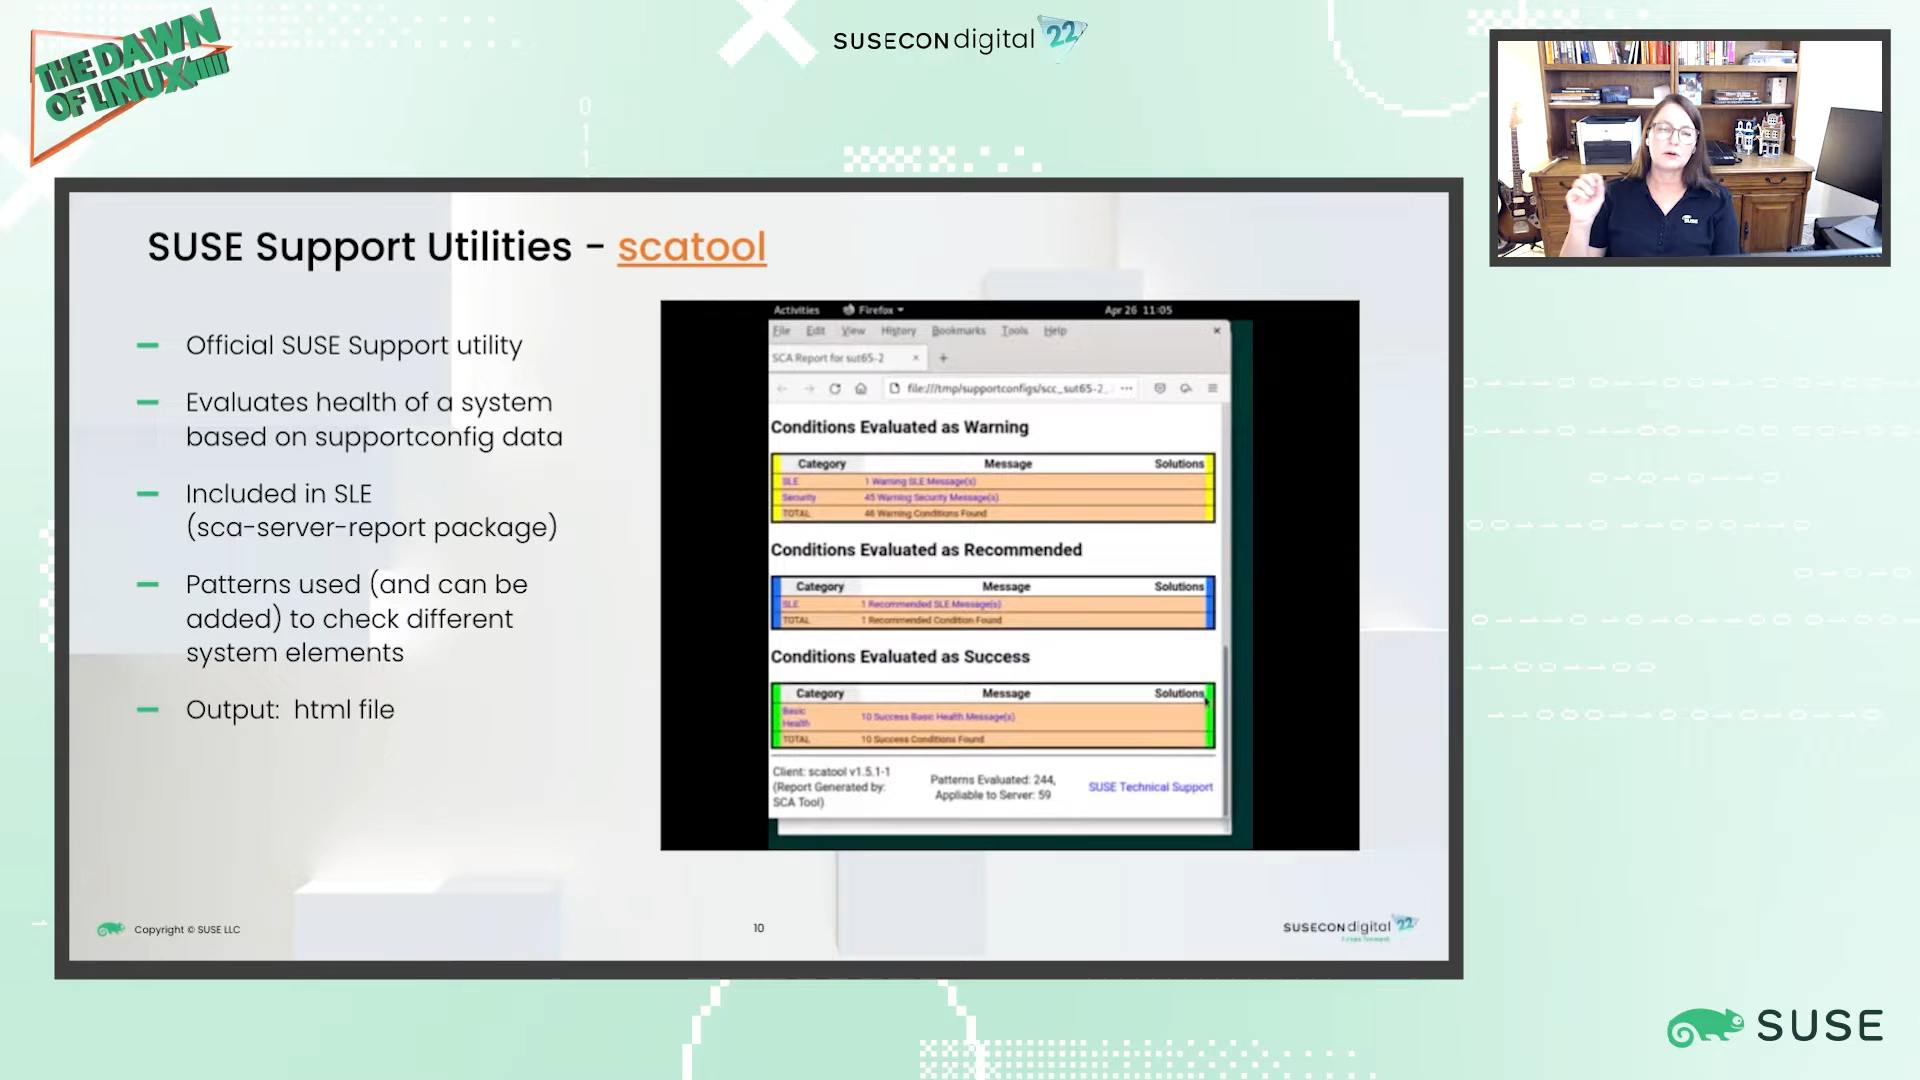 THE DAWN
OF LINUX
SUSECON digital 22
SUSE Support Utilities - scatool
Official SUSE Support utility
Evaluates health of a system
based on supportconfig data
Included in SLE
(sca-server-report package)
Patterns used (and can be
added) to check different
system elements
Output: html file
Activities Firefox Apr 26 11:05
File Edit View History Bookmarks Tools Help
SCA Report for sut65-2
file:///tmp/supportconfigs/scc_sut65-2_
Conditions Evaluated as Warning
Category Message Solutions
SLE 1 Warning SLE Message(s)
Security 45 Warning Security Message(s)
TOTAL 46 Warning Conditions Found
Conditions Evaluated as Recommended
Category Message Solutions
SLE 1 Recommended SLE Message(s)
TOTAL 1 Recommended Condition Found
Conditions Evaluated as Success
Category Message Solutions
Basic
Health 10 Success Basic Health Message(s)
TOTAL 10 Success Conditions Found
Client: scatool v1.5.1-1
(Report Generated by:
SCA Tool)
Patterns Evaluated: 244,
Appliable to Server: 59
SUSE Technical Support
Copyright © SUSE LLC
10
SUSECON digital 22
SUSE
SUSE